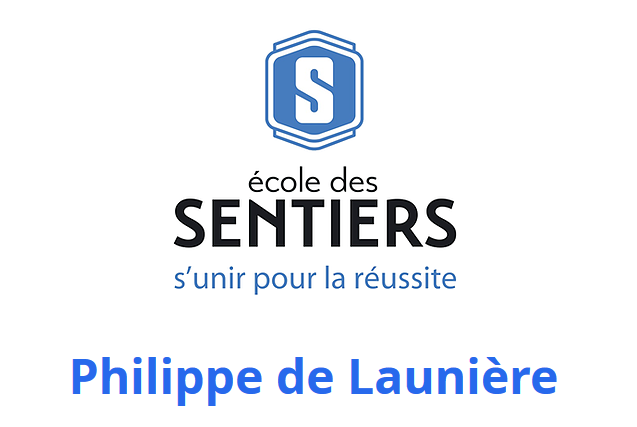 S
école des
SENTIERS
s'unir pour la réussite
Philippe de Launière